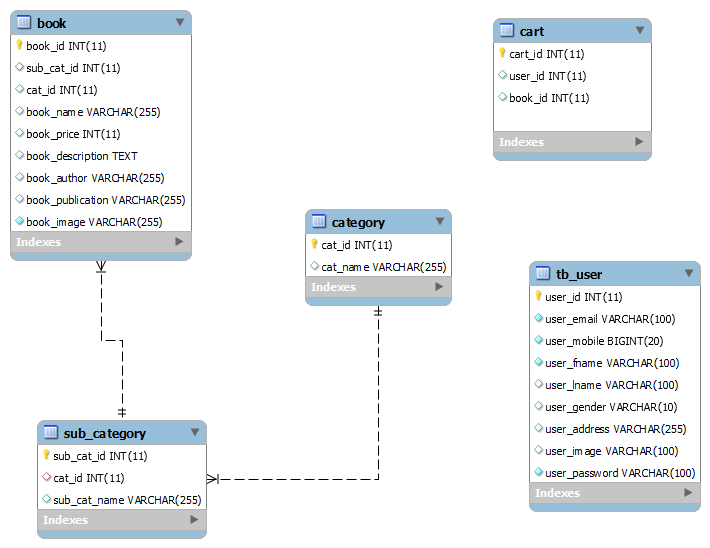 book
book_id INT(11)
sub_cat_id INT(11)
cat_id INT(11)
book_name VARCHAR(255)
book_price INT(11)
book_description TEXT
book_author VARCHAR(255)
book_publication VARCHAR(255)
book_image VARCHAR(255)
Indexes
cart
cart_id INT(11)
user_id INT(11)
book_id INT(11)
Indexes
category
cat_id INT(11)
cat_name VARCHAR(255)
Indexes
tb_user
user_id INT(11)
user_email VARCHAR(100)
user_mobile BIGINT(20)
user_fname VARCHAR(100)
user_lname VARCHAR(100)
user_gender VARCHAR(10)
user_address VARCHAR(255)
user_image VARCHAR(100)
user_password VARCHAR(100)
Indexes
sub_category
sub_cat_id INT(11)
cat_id INT(11)
sub_cat_name VARCHAR(255)
Indexes